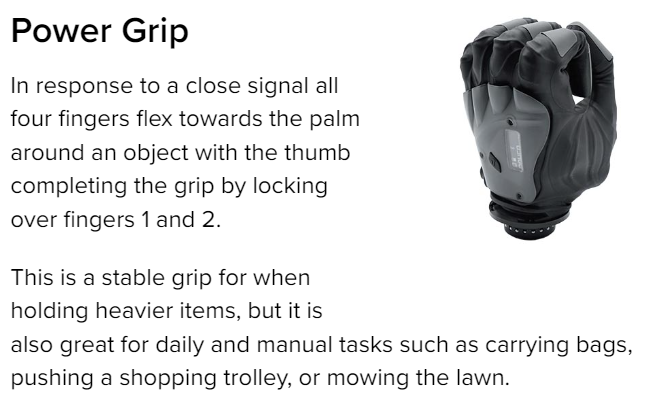 Power Grip
In response to a close signal all
four fingers flex towards the palm
around an object with the thumb
completing the grip by locking
over fingers 1 and 2.
This is a stable grip for when
holding heavier items, but it is
also great for daily and manual tasks such as carrying bags,
pushing a shopping trolley, or mowing the lawn.